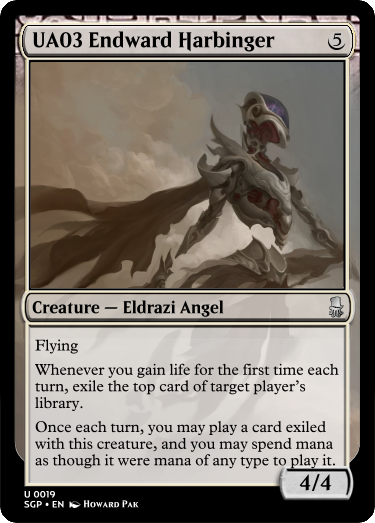 UA03 Endward Harbinger 5
Creature — Eldrazi Angel
Flying
Whenever you gain life for the first time each
turn, exile the top card of target player's
library.
Once each turn, you may play a card exiled
with this creature, and you may spend mana
as though it were mana of any type to play it.
4/4
U 0019
SGP • EN Howard Pak